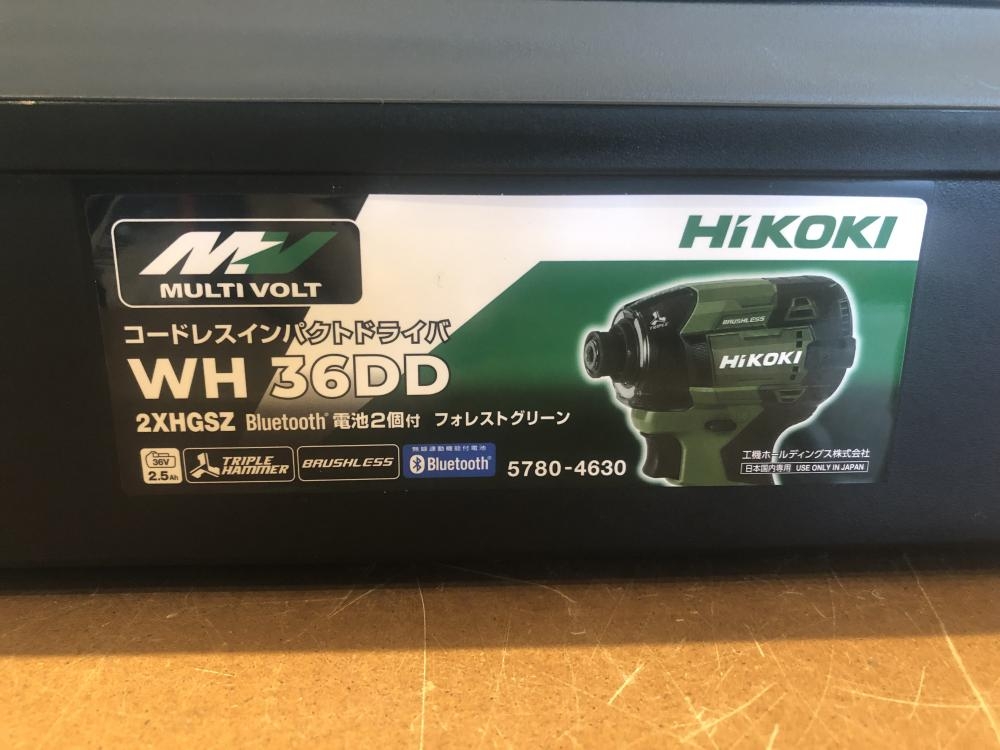 MV
MULTI VOLT
HiKOKI
コードレスインパクトドライバ
WH 36DD
2XHGSZ Bluetooth® 電池2個付 フォレストグリーン
36V
2.5Ah
TRIPLE HAMMER
BRUSHLESS
無線連動機能付電池
Bluetooth®
5780-4630
TRIPLE
BRUSHLESS
HiKOKI
工機ホールディングス株式会社
日本国内専用 USE ONLY IN JAPAN